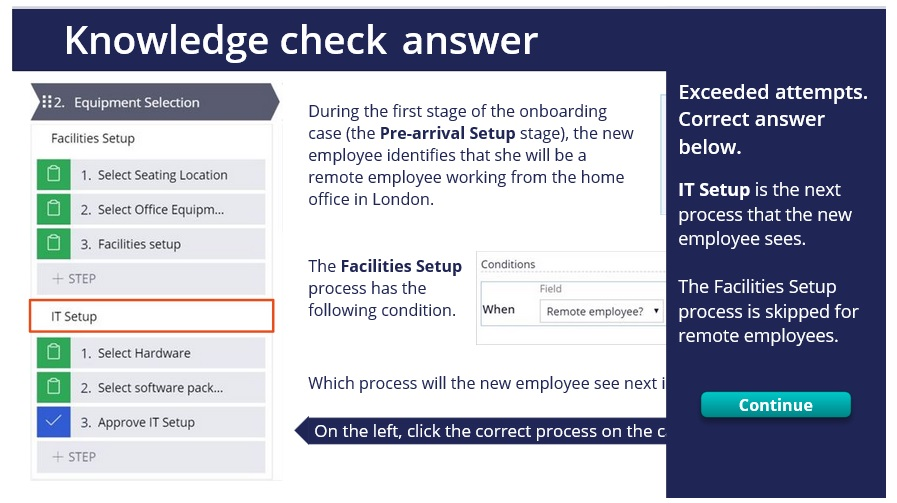 Knowledge check answer
2. Equipment Selection
Facilities Setup
1. Select Seating Location
2. Select Office Equipm...
3. Facilities setup
+ STEP
IT Setup
1. Select Hardware
2. Select software pack...
3. Approve IT Setup
+ STEP
During the first stage of the onboarding
case (the Pre-arrival Setup stage), the new
employee identifies that she will be a
remote employee working from the home
office in London.
The Facilities Setup
process has the
following condition.
Conditions
Field
When
Remote employee?
Which process will the new employee see next i
On the left, click the correct process on the c
Exceeded attempts.
Correct answer
below.
IT Setup is the next
process that the new
employee sees.
The Facilities Setup
process is skipped for
remote employees.
Continue